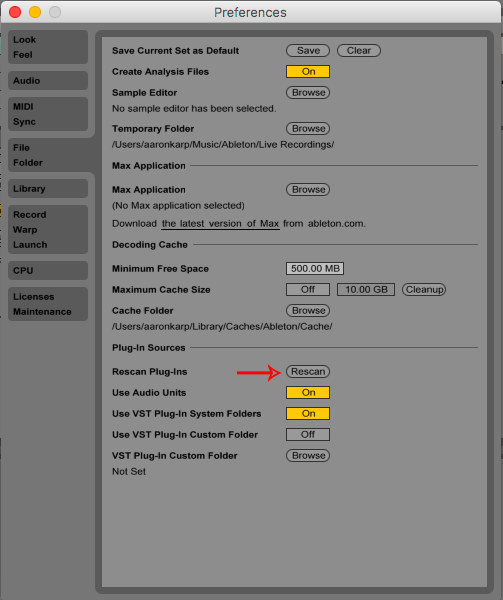 Preferences
Look
Feel
Audio
MIDI
Sync
File
Folder
Library
Record
Warp
Launch
CPU
Licenses
Maintenance
Save Current Set as Default Save Clear
Create Analysis Files On
Sample Editor Browse
No sample editor has been selected.
Temporary Folder Browse
/Users/aaronkarp/Music/Ableton/Live Recordings/
Max Application
Max Application Browse
(No Max application selected)
Download the latest version of Max from ableton.com.
Decoding Cache
Minimum Free Space 500.00 MB
Maximum Cache Size Off 10.00 GB Cleanup
Cache Folder Browse
/Users/aaronkarp/Library/Caches/Ableton/Cache/
Plug-In Sources
Rescan Plug-Ins Rescan
Use Audio Units On
Use VST Plug-In System Folders On
Use VST Plug-In Custom Folder Off
VST Plug-In Custom Folder Browse
Not Set